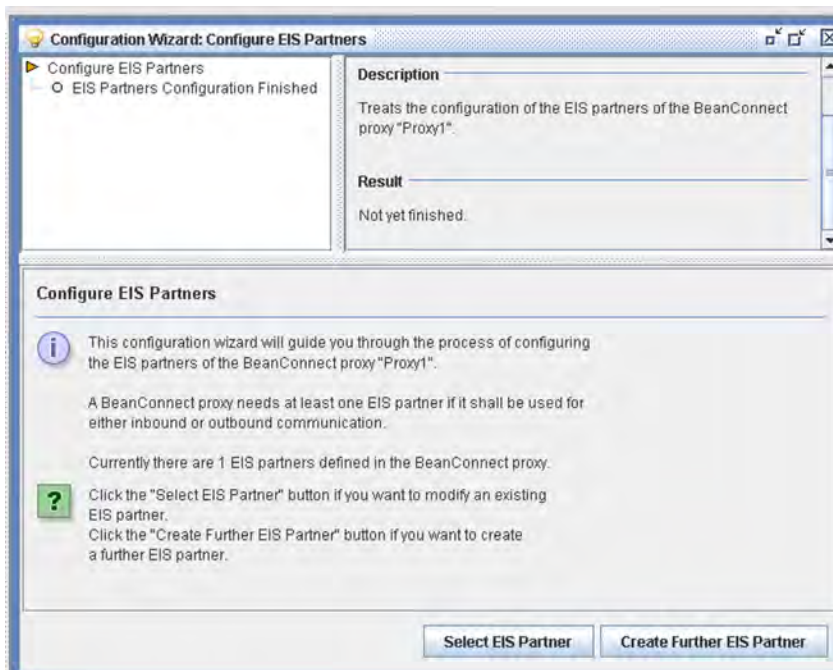 Configuration Wizard: Configure EIS Partners
Configure EIS Partners
EIS Partners Configuration Finished
Description
Treats the configuration of the EIS partners of the BeanConnect
proxy "Proxy1".
Result
Not yet finished.
Configure EIS Partners
This configuration wizard will guide you through the process of configuring
the EIS partners of the BeanConnect proxy "Proxy1".
A BeanConnect proxy needs at least one EIS partner if it shall be used for
either inbound or outbound communication.
Currently there are 1 EIS partners defined in the BeanConnect proxy.
Click the "Select EIS Partner" button if you want to modify an existing
EIS partner.
Click the "Create Further EIS Partner" button if you want to create
a further EIS partner.
Select EIS Partner
Create Further EIS Partner